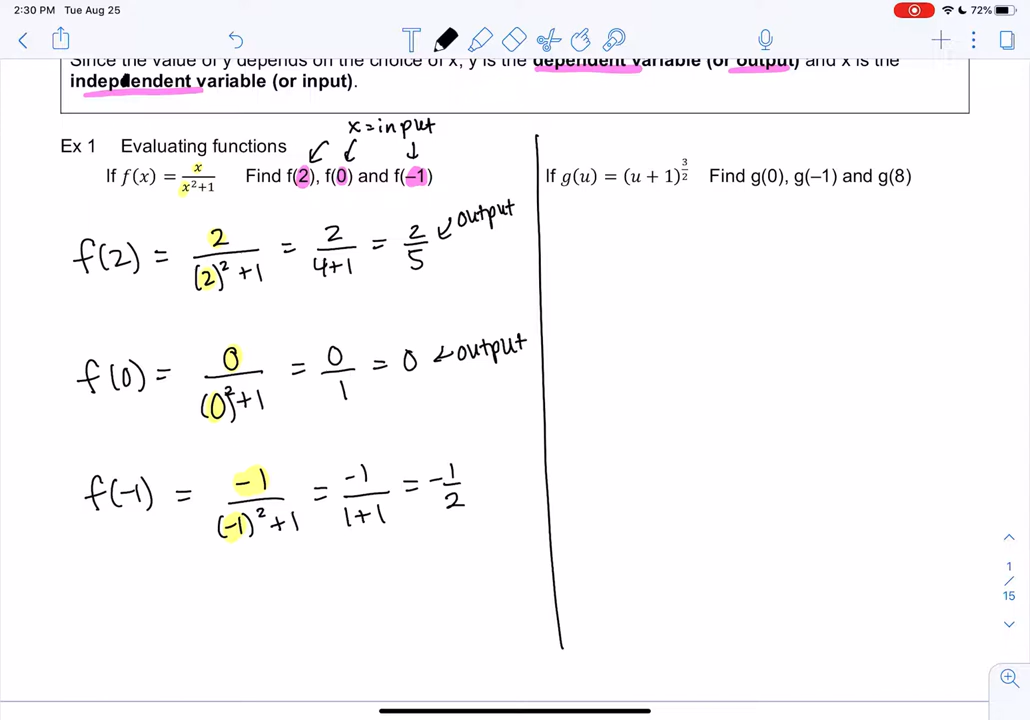 2:30 PM Tue Aug 25
72%
Since the value of y depends on the choice of x, y is the dependent variable (or output) and x is the
independent variable (or input).
x = input
Ex 1 Evaluating functions
If f(x) = x/(x²+1) Find f(2), f(0) and f(–1)
f(2) = 2/((2)²+1) = 2/(4+1) = 2/5 ↙ output
f(0) = 0/((0)²+1) = 0/1 = 0 ← output
f(-1) = -1/((-1)²+1) = -1/(1+1) = -1/2
If g(u) = (u + 1)^(3/2) Find g(0), g(–1) and g(8)
1
/
15